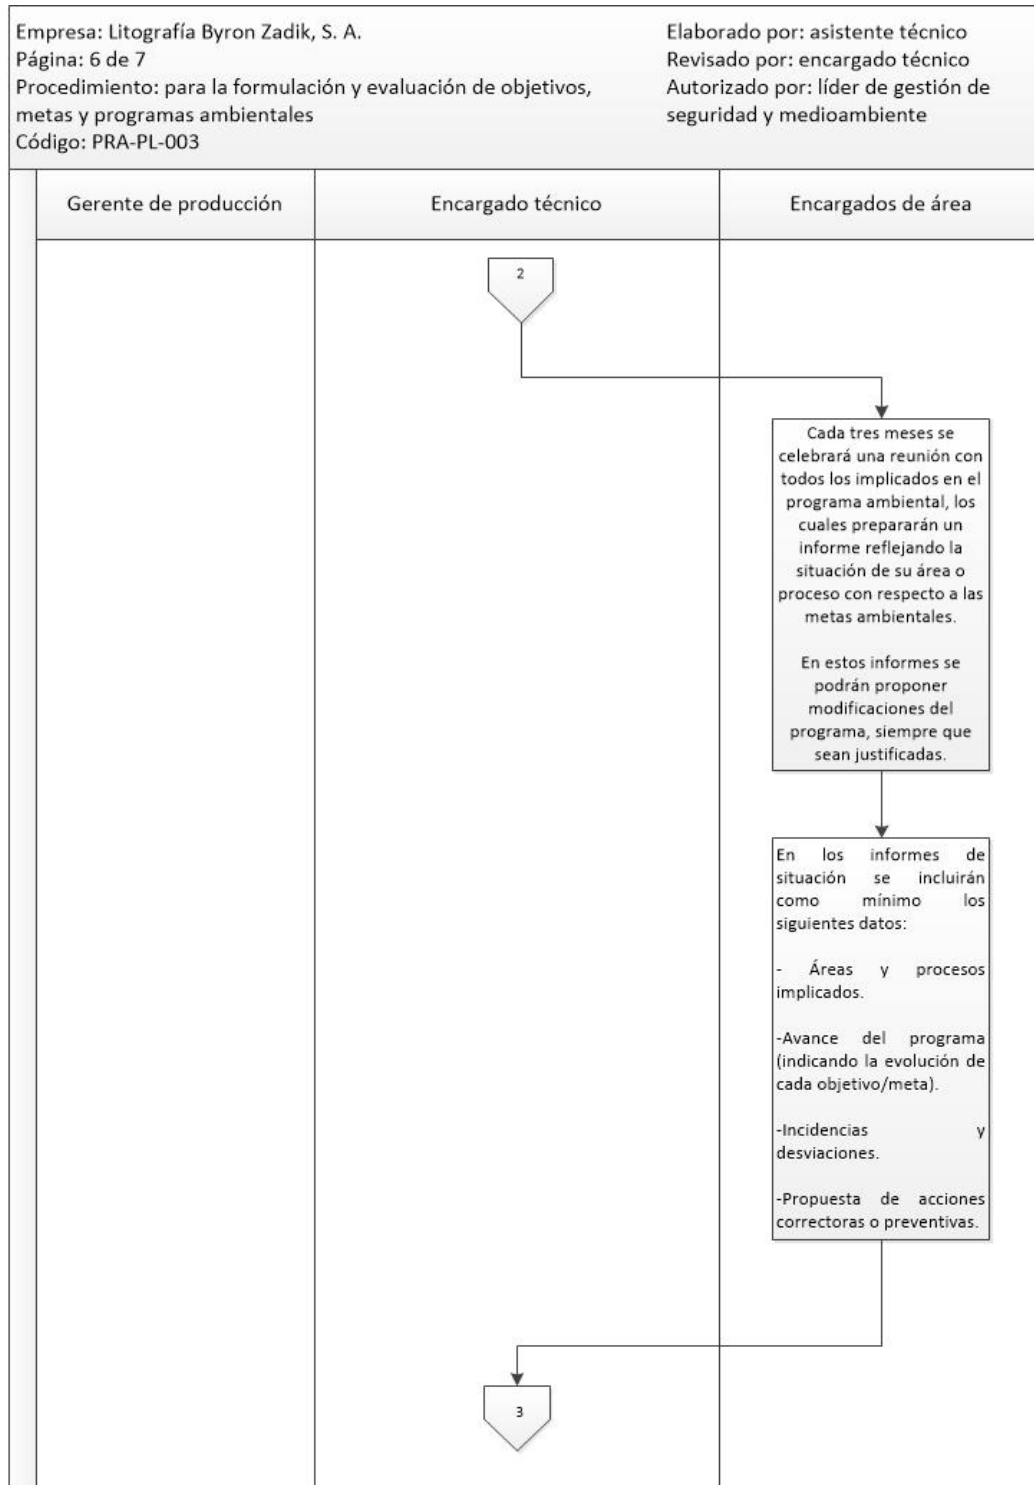 Empresa: Litografía Byron Zadik, S. A.
Página: 6 de 7
Procedimiento: para la formulación y evaluación de objetivos,
metas y programas ambientales
Código: PRA-PL-003
Elaborado por: asistente técnico
Revisado por: encargado técnico
Autorizado por: líder de gestión de
seguridad y medioambiente
Gerente de producción
Encargado técnico
Encargados de área
2
Cada tres meses se
celebrará una reunión con
todos los implicados en el
programa ambiental, los
cuales prepararán un
informe reflejando la
situación de su área o
proceso con respecto a las
metas ambientales.
En estos informes se
podrán proponer
modificaciones del
programa, siempre que
sean justificadas.
En los informes de
situación se incluirán
como mínimo los
siguientes datos:
- Áreas y procesos
implicados.
-Avance del programa
(indicando la evolución de
cada objetivo/meta).
-Incidencias y
desviaciones.
-Propuesta de acciones
correctoras o preventivas.
3